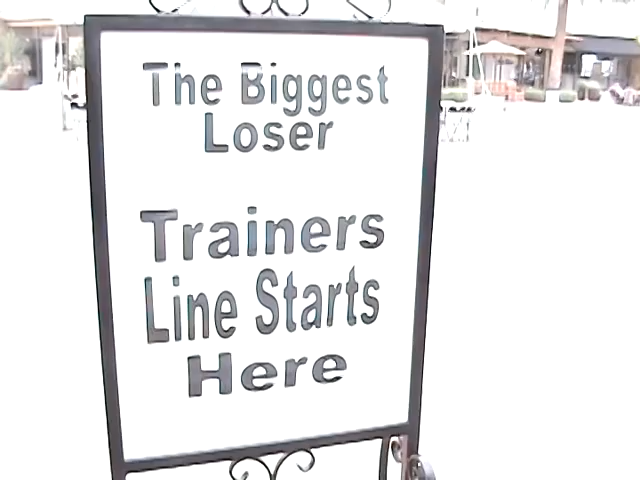 The Biggest
Loser
Trainers
Line Starts
Here